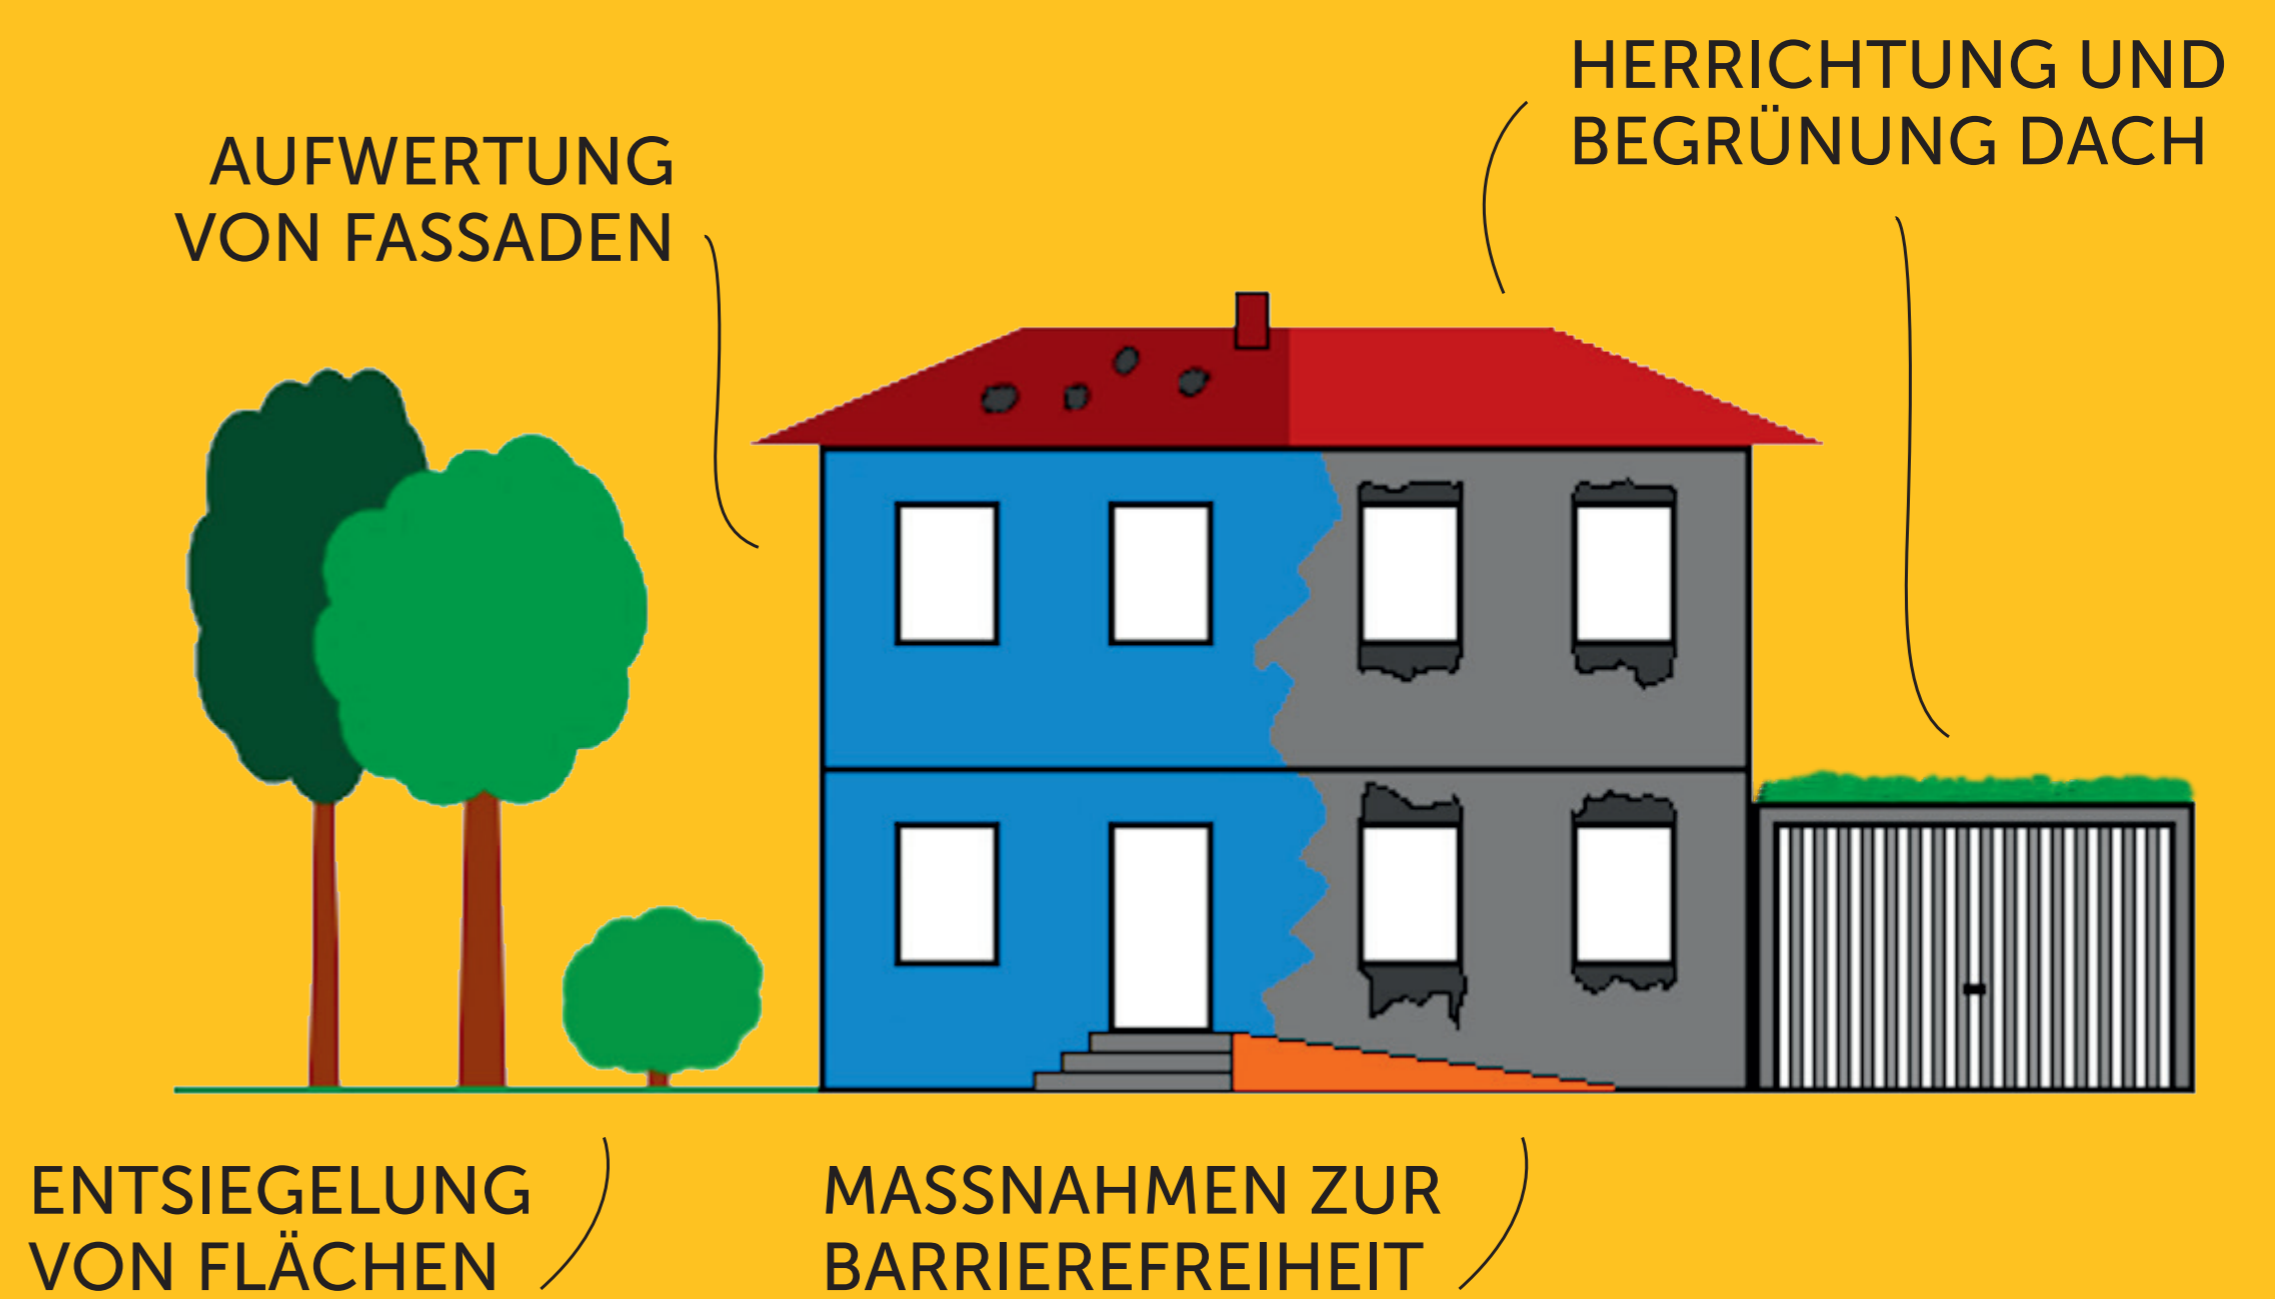 HERRICHTUNG UND
BEGRÜNUNG DACH
AUFWERTUNG
VON FASSADEN
ENTSIEGELUNG
VON FLÄCHEN
MASSNAHMEN ZUR
BARRIEREFREIHEIT